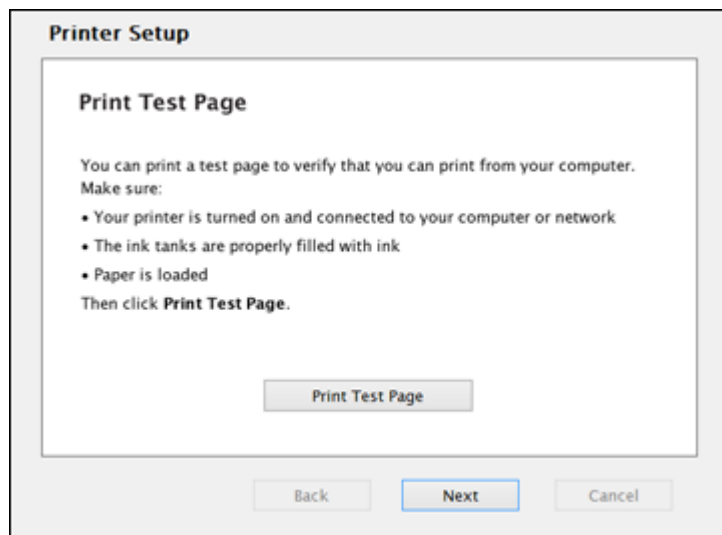 Printer Setup
Print Test Page
You can print a test page to verify that you can print from your computer.
Make sure:
• Your printer is turned on and connected to your computer or network
• The ink tanks are properly filled with ink
• Paper is loaded
Then click Print Test Page.
Print Test Page
Back
Next
Cancel